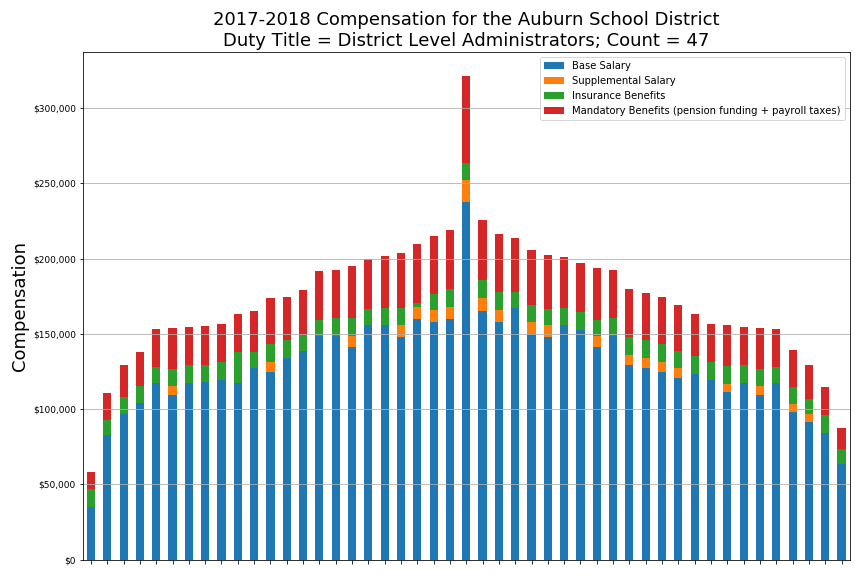 2017-2018 Compensation for the Auburn School District
Duty Title = District Level Administrators; Count = 47
Base Salary
Supplemental Salary
Insurance Benefits
Mandatory Benefits (pension funding + payroll taxes)
Compensation
$300,000
$250,000
$200,000
$150,000
$100,000
$50,000
$0